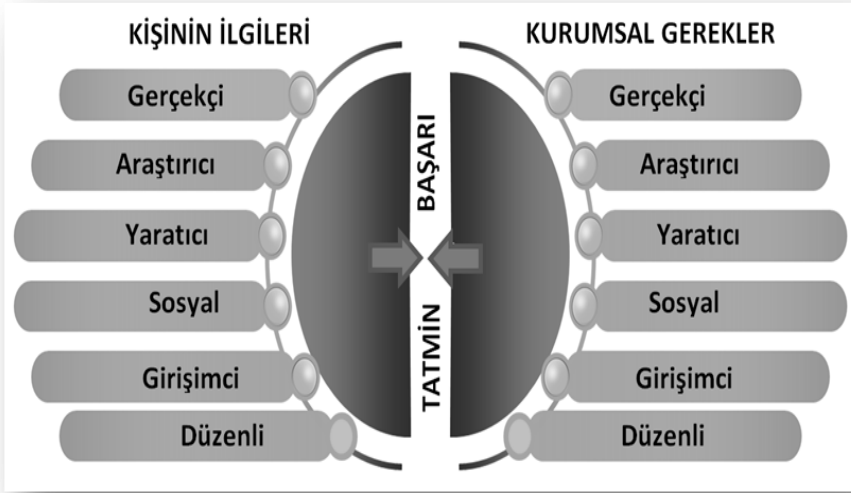 KİŞİNİN İLGİLERİ
Gerçekçi
Araştırıcı
Yaratıcı
Sosyal
Girişimci
Düzenli
BAŞARI
TATMİN
KURUMSAL GEREKLER
Gerçekçi
Araştırıcı
Yaratıcı
Sosyal
Girişimci
Düzenli